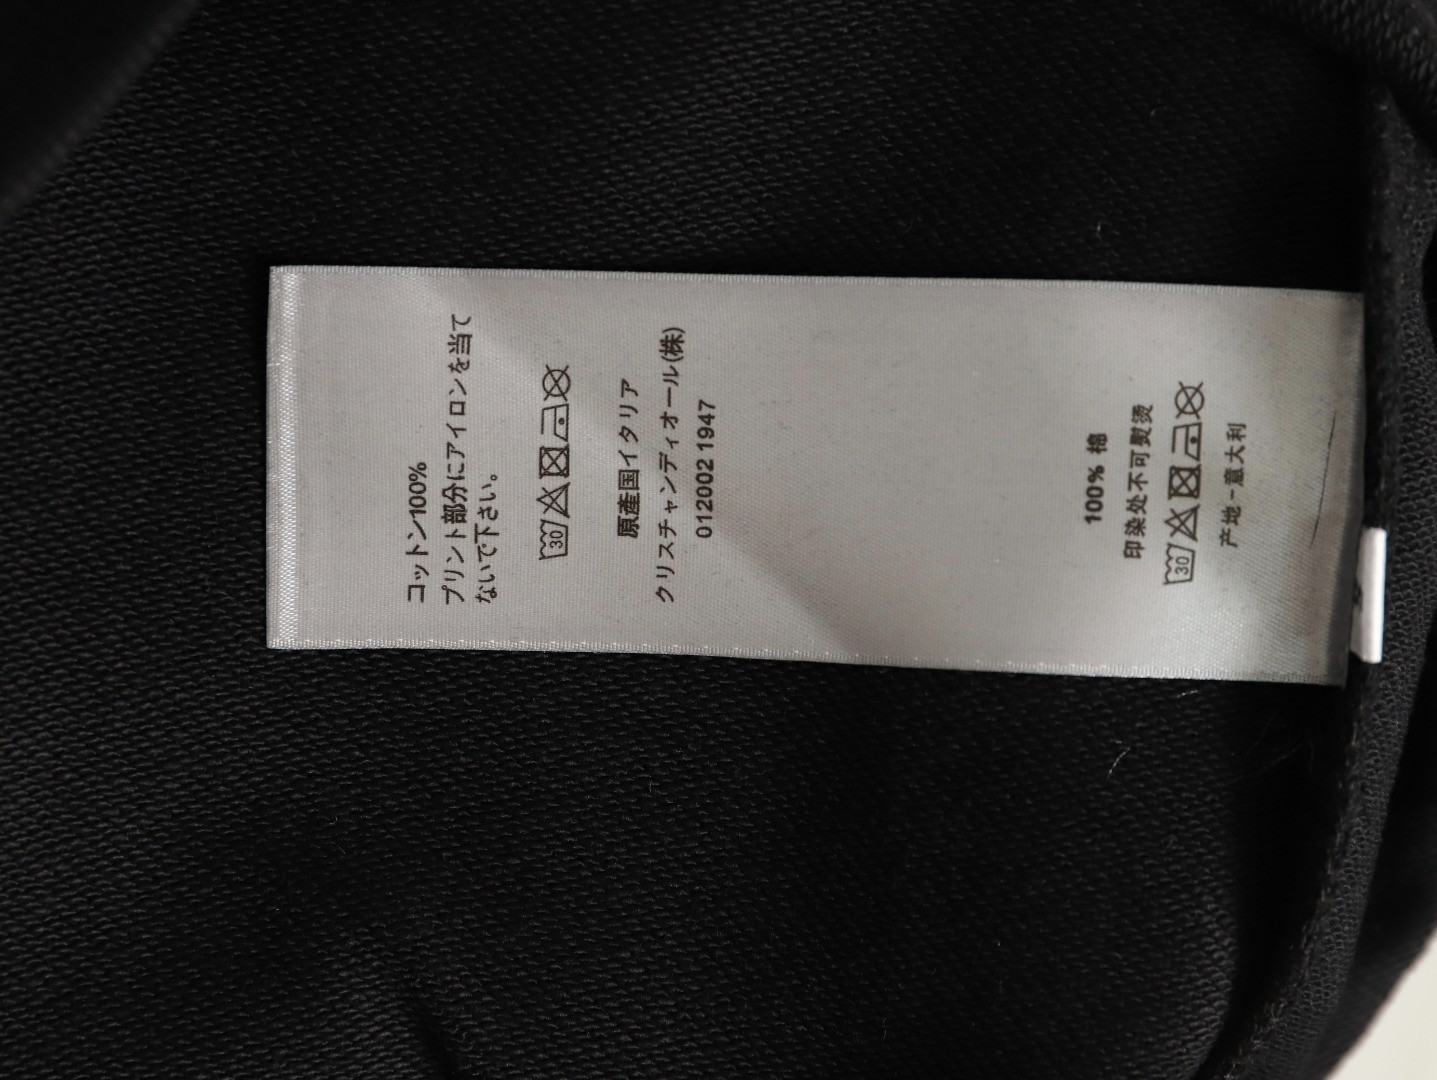 コットン100%
プリント部分にアイロンを当て
ないで下さい。
30
原産国イタリア
クリスチャンディオール(株)
012002 1947
100% 棉
印染处不可熨烫
30
产地-意大利